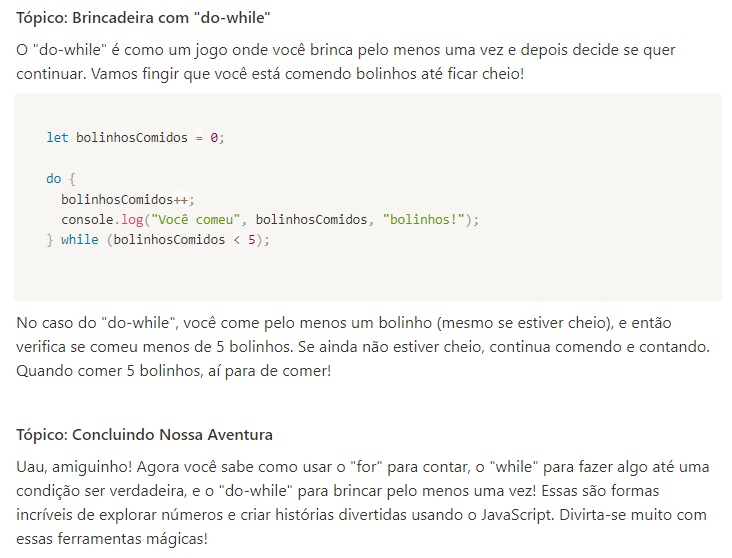 Tópico: Brincadeira com "do-while"
O "do-while" é como um jogo onde você brinca pelo menos uma vez e depois decide se quer
continuar. Vamos fingir que você está comendo bolinhos até ficar cheio!
let bolinhosComidos = 0;
do {
bolinhosComidos++;
console.log("Você comeu", bolinhosComidos, "bolinhos!");
} while (bolinhosComidos < 5);
No caso do "do-while", você come pelo menos um bolinho (mesmo se estiver cheio), e então
verifica se comeu menos de 5 bolinhos. Se ainda não estiver cheio, continua comendo e contando.
Quando comer 5 bolinhos, aí para de comer!
Tópico: Concluindo Nossa Aventura
Uau, amiguinho! Agora você sabe como usar o "for" para contar, o "while" para fazer algo até uma
condição ser verdadeira, e o "do-while" para brincar pelo menos uma vez! Essas são formas
incríveis de explorar números e criar histórias divertidas usando o JavaScript. Divirta-se muito com
essas ferramentas mágicas!